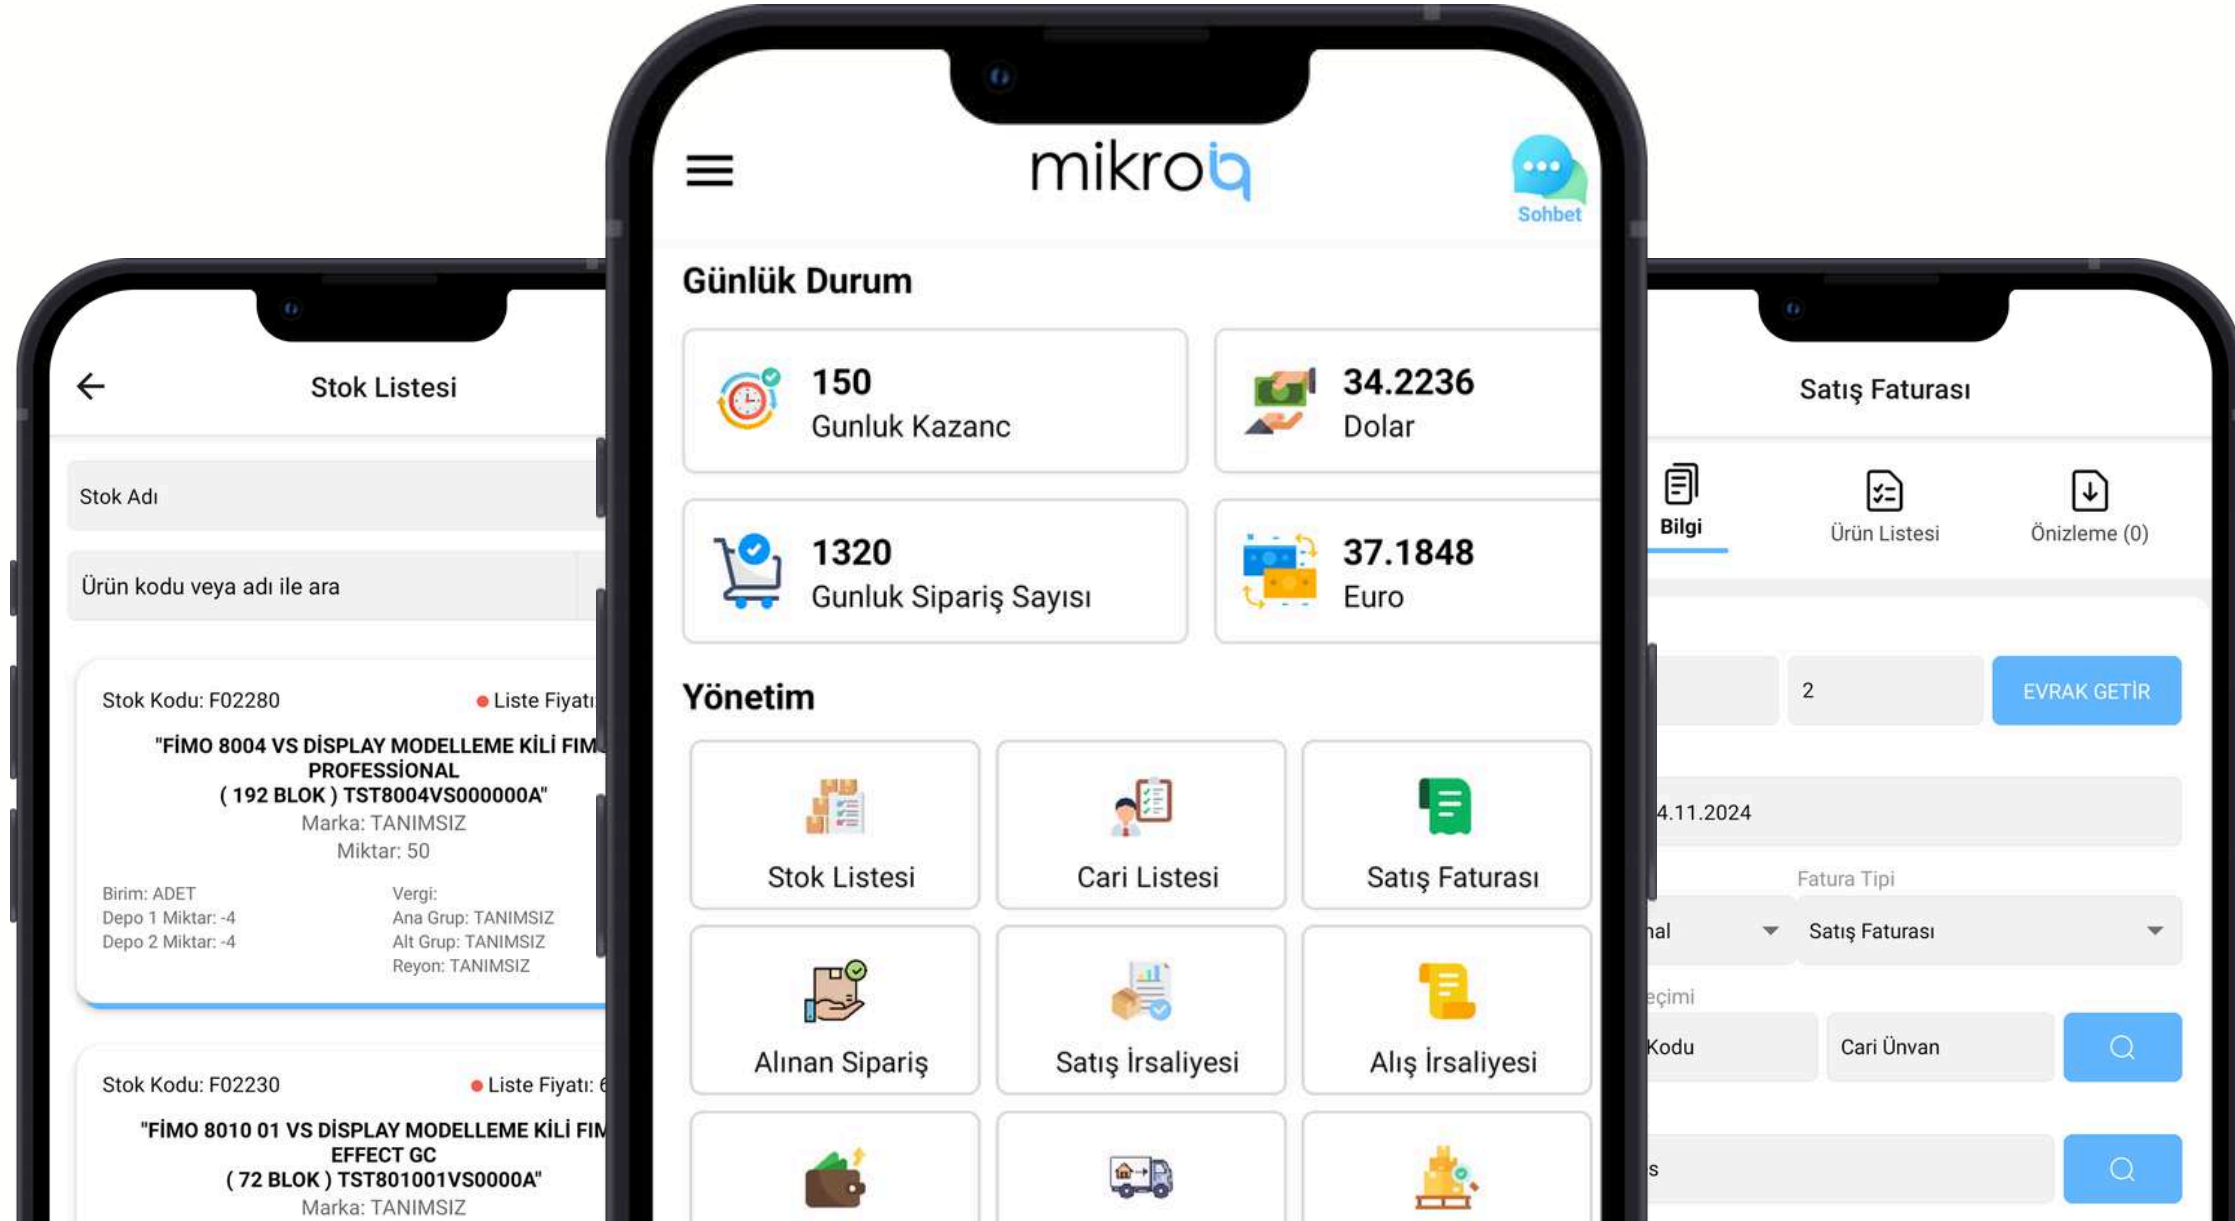 Stok Listesi
Stok Adı
Ürün kodu veya adı ile ara
Stok Kodu: F02280
Liste Fiyatı:
"FİMO 8004 VS DİSPLAY MODELLEME KİLİ FIM
PROFESSİONAL
( 192 BLOK ) TST8004VS000000A"
Marka: TANIMSIZ
Miktar: 50
Birim: ADET
Depo 1 Miktar: -4
Depo 2 Miktar: -4
Vergi:
Ana Grup: TANIMSIZ
Alt Grup: TANIMSIZ
Reyon: TANIMSIZ
Stok Kodu: F02230
Liste Fiyatı: 6
"FİMO 8010 01 VS DİSPLAY MODELLEME KİLİ FIM
EFFECT GC
( 72 BLOK ) TST801001VS0000A"
Marka: TANIMSIZ
mikroiq
Sohbet
Günlük Durum
150
Gunluk Kazanc
34.2236
Dolar
1320
Gunluk Sipariş Sayısı
37.1848
Euro
Yönetim
Stok Listesi
Cari Listesi
Satış Faturası
Alınan Sipariş
Satış İrsaliyesi
Alış İrsaliyesi
Satış Faturası
Bilgi
Ürün Listesi
Önizleme (0)
2
EVRAK GETİR
4.11.2024
Fatura Tipi
nal
Satış Faturası
eçimi
Kodu
Cari Ünvan
s